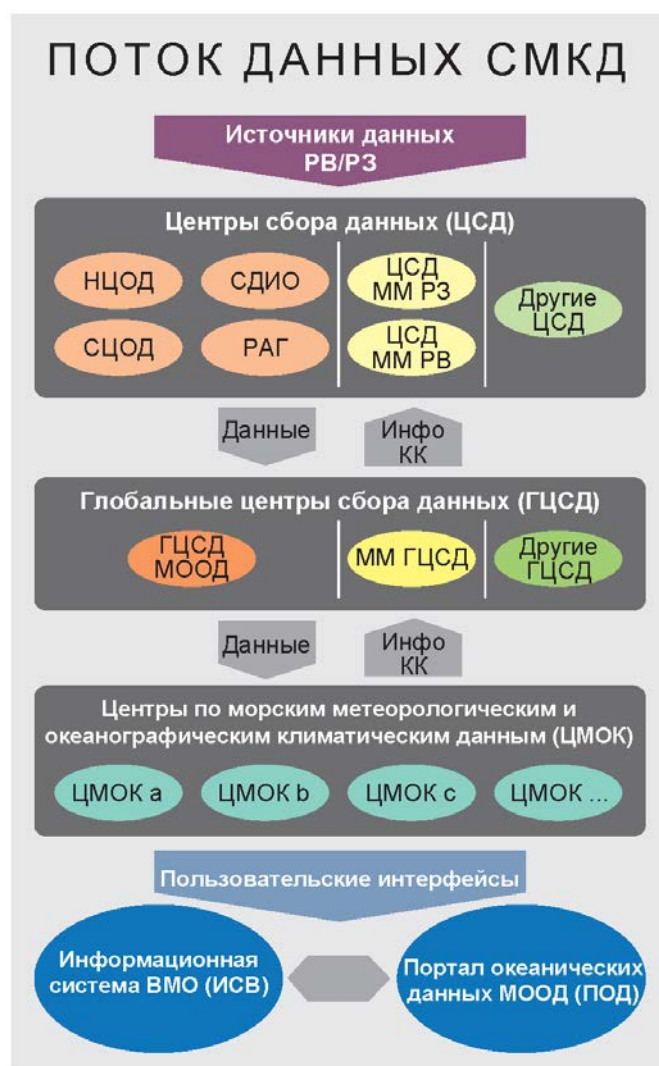 ПОТОК ДАННЫХ СМКД
Источники данных
РВ/РЗ
Центры сбора данных (ЦСД)
НЦОД
СДИО
ЦСД
ММ РЗ
Другие
ЦСД
СЦОД
РАГ
ЦСД
ММ РВ
Данные
Инфо
КК
Глобальные центры сбора данных (ГЦСД)
ГЦСД
МООД
ММ ГЦСД
Другие
ГЦСД
Данные
Инфо
КК
Центры по морским метеорологическим и
океанографическим климатическим данным (ЦМОК)
ЦМОК a
ЦМОК b
ЦМОК c
ЦМОК ...
Пользовательские интерфейсы
Информационная
система ВМО (ИСВ)
Портал океанических
данных МООД (ПОД)